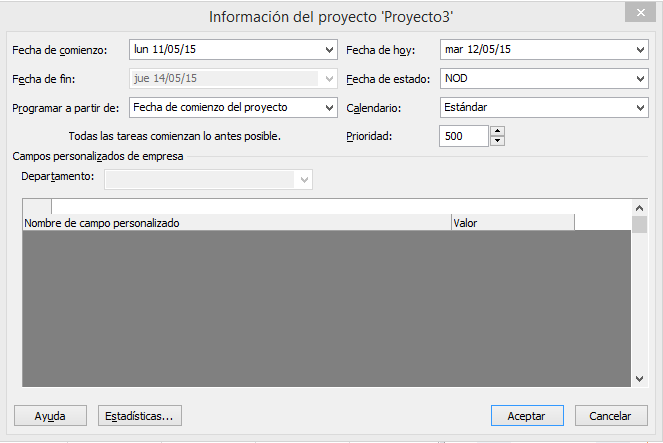 Información del proyecto 'Proyecto3'
Fecha de comienzo: lun 11/05/15 Fecha de hoy: mar 12/05/15
Fecha de fin: jue 14/05/15 Fecha de estado: NOD
Programar a partir de: Fecha de comienzo del proyecto Calendario: Estándar
Todas las tareas comienzan lo antes posible. Prioridad: 500
Campos personalizados de empresa
Departamento:
Nombre de campo personalizado Valor
Ayuda Estadísticas... Aceptar Cancelar